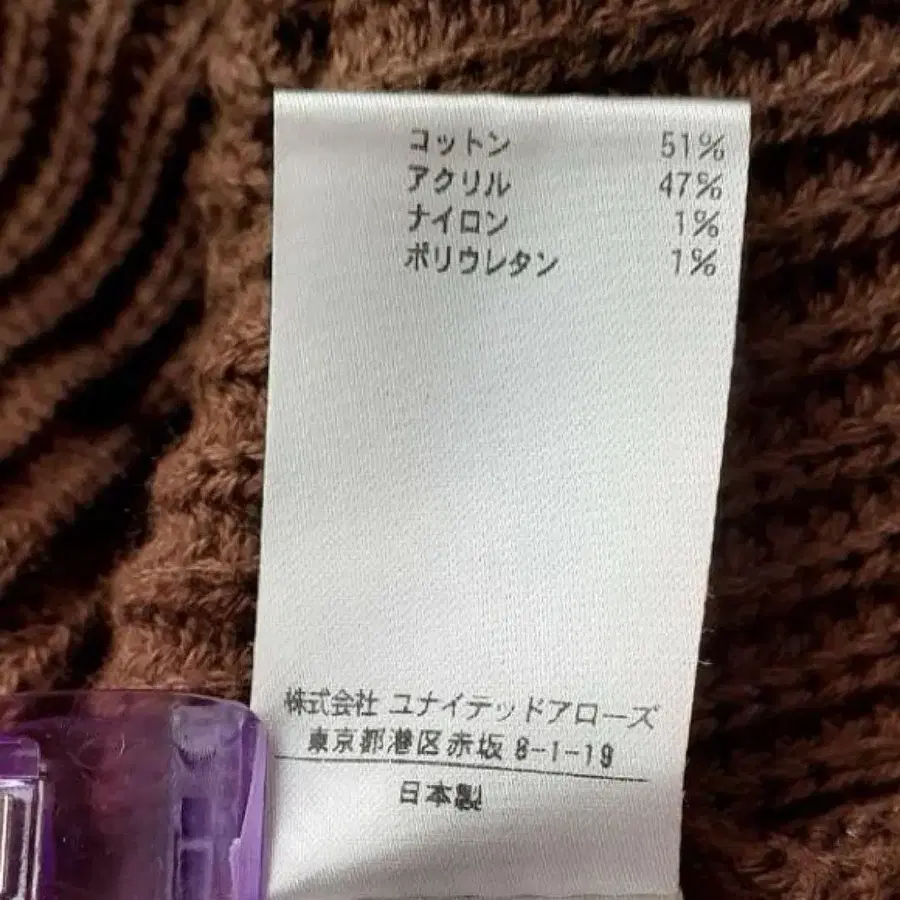 コットン 51%
アクリル 47%
ナイロン 1%
ポリウレタン 1%
株式会社 ユナイテッドアローズ
東京都港区赤坂 8-1-19
日本製